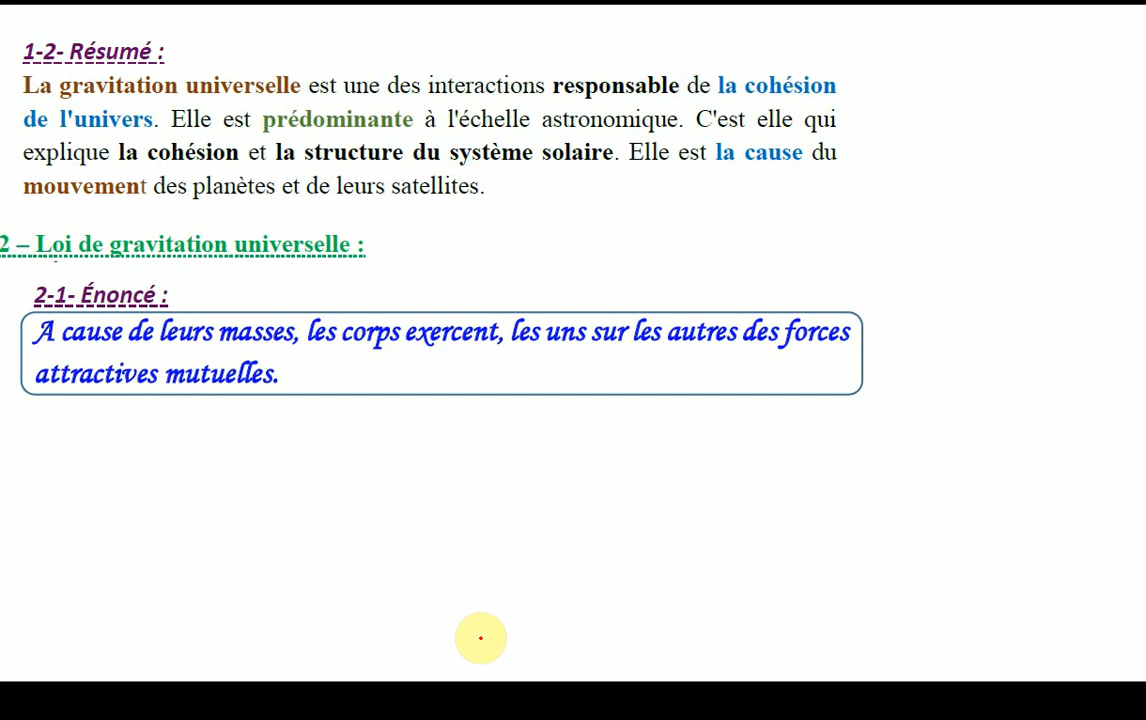 1-2- Résumé :
La gravitation universelle est une des interactions responsable de la cohésion
de l'univers. Elle est prédominante à l'échelle astronomique. C'est elle qui
explique la cohésion et la structure du système solaire. Elle est la cause du
mouvement des planètes et de leurs satellites.
2 – Loi de gravitation universelle :
2-1- Énoncé :
A cause de leurs masses, les corps exercent, les uns sur les autres des forces
attractives mutuelles.